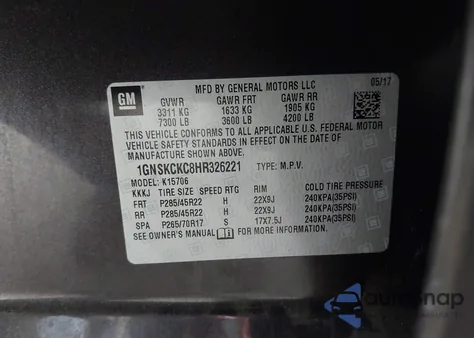 GM
MFD BY GENERAL MOTORS LLC 05/17
GVWR GAWR FRT GAWR RR
3311 KG 1633 KG 1905 KG
7300 LB 3600 LB 4200 LB
THIS VEHICLE CONFORMS TO ALL APPLICABLE U.S. FEDERAL MOTOR
VEHICLE SAFETY STANDARDS IN EFFECT ON THE DATE OF
MANUFACTURE SHOWN ABOVE.
1GNSKCKC8HR326221 TYPE: M.P.V.
MODEL: K15706
KKKJ TIRE SIZE SPEED RTG RIM COLD TIRE PRESSURE
FRT P285/45R22 H 22X9J 240KPA(35PSI)
RR P285/45R22 H 22X9J 240KPA(35PSI)
SPA P265/70R17 S 17X7.5J 240KPA(35PSI)
SEE OWNER'S MANUAL FOR MORE INFORMATION.
AutoSnap